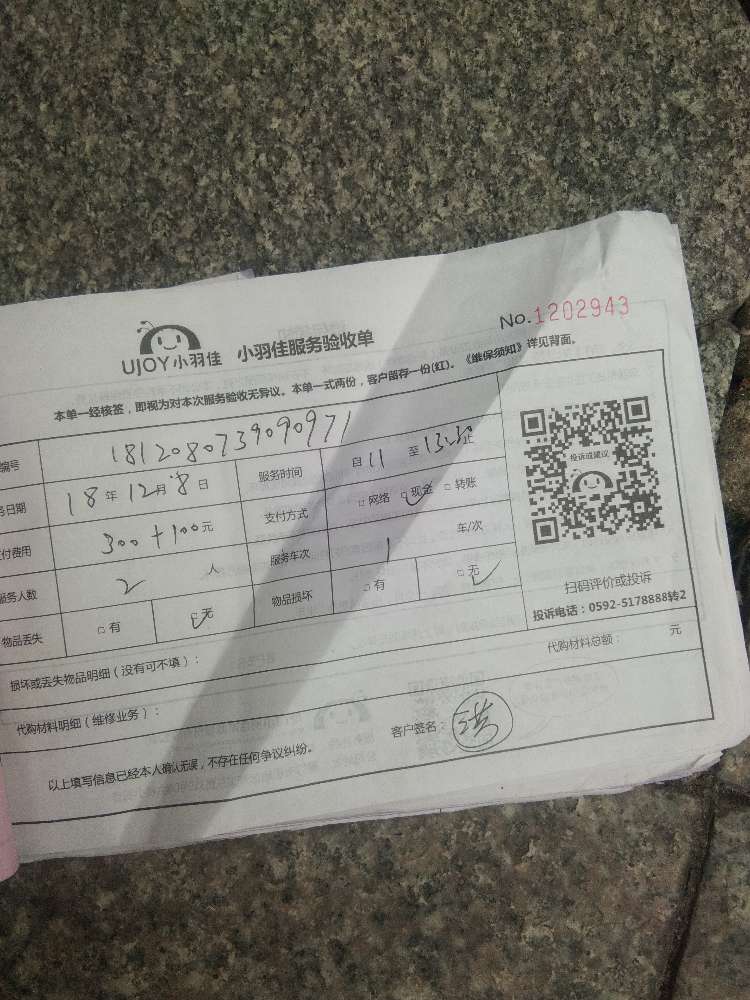 No.1202943
UJOY小羽佳 小羽佳服务验收单
本单一经核签，即视为对本次服务验收无异议。本单一式两份，客户留存一份(红)。《维保须知》详见背面。
编号 1812080739090971
务日期 18年12月8日 服务时间 自11至13 止
付费用 300+100元 支付方式 □网络 □现金 □转账
服务人数 2人 服务车次 1 车/次
物品丢失 □有 □无 物品损坏 □有 □无
投诉或建议
扫码评价或投诉
投诉电话：0592-5178888转2
损坏或丢失物品明细（没有可不填）：
代购材料明细（维修业务）： 代购材料总额： 元
以上填写信息已经本人确认无误，不存在任何争议纠纷。 客户签名：